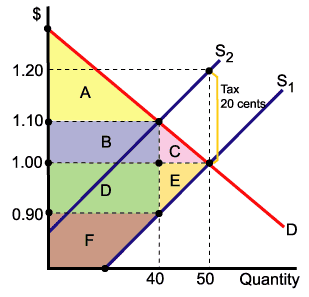 $
S2
1.20
S1
Tax
20 cents
A
1.10
B
C
1.00
D
E
0.90
F
D
40
50
Quantity